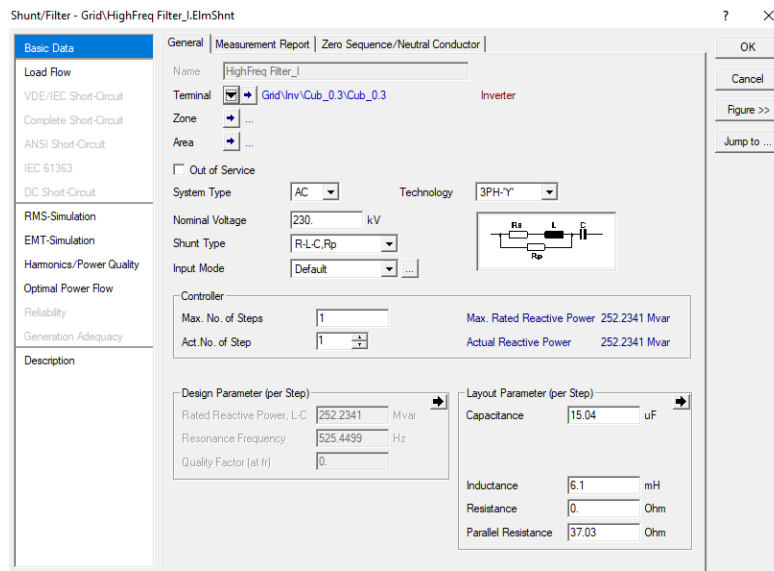 Shunt/Filter - Grid\HighFreq Filter_I.ElmShnt ? X
Basic Data
Load Flow
VDE/IEC Short-Circuit
Complete Short-Circuit
ANSI Short-Circuit
IEC 61363
DC Short-Circuit
RMS-Simulation
EMT-Simulation
Harmonics/Power Quality
Optimal Power Flow
Reliability
Generation Adequacy
Description
General Measurement Report Zero Sequence/Neutral Conductor
Name HighFreq Filter_I
Terminal Grid\Inv\Cub_0.3\Cub_0.3 Inverter
Zone ...
Area ...
Out of Service
System Type AC Technology 3PH-'Y'
Nominal Voltage 230. kV
Shunt Type R-L-C,Rp
Input Mode Default ...
Rs L C
Rp
Controller
Max. No. of Steps 1 Max. Rated Reactive Power 252.2341 Mvar
Act.No. of Step 1 Actual Reactive Power 252.2341 Mvar
Design Parameter (per Step)
Rated Reactive Power, L-C 252.2341 Mvar
Resonance Frequency 525.4499 Hz
Quality Factor (at fr) 0.
Layout Parameter (per Step)
Capacitance 15.04 uF
Inductance 6.1 mH
Resistance 0. Ohm
Parallel Resistance 37.03 Ohm
OK
Cancel
Figure >>
Jump to ...